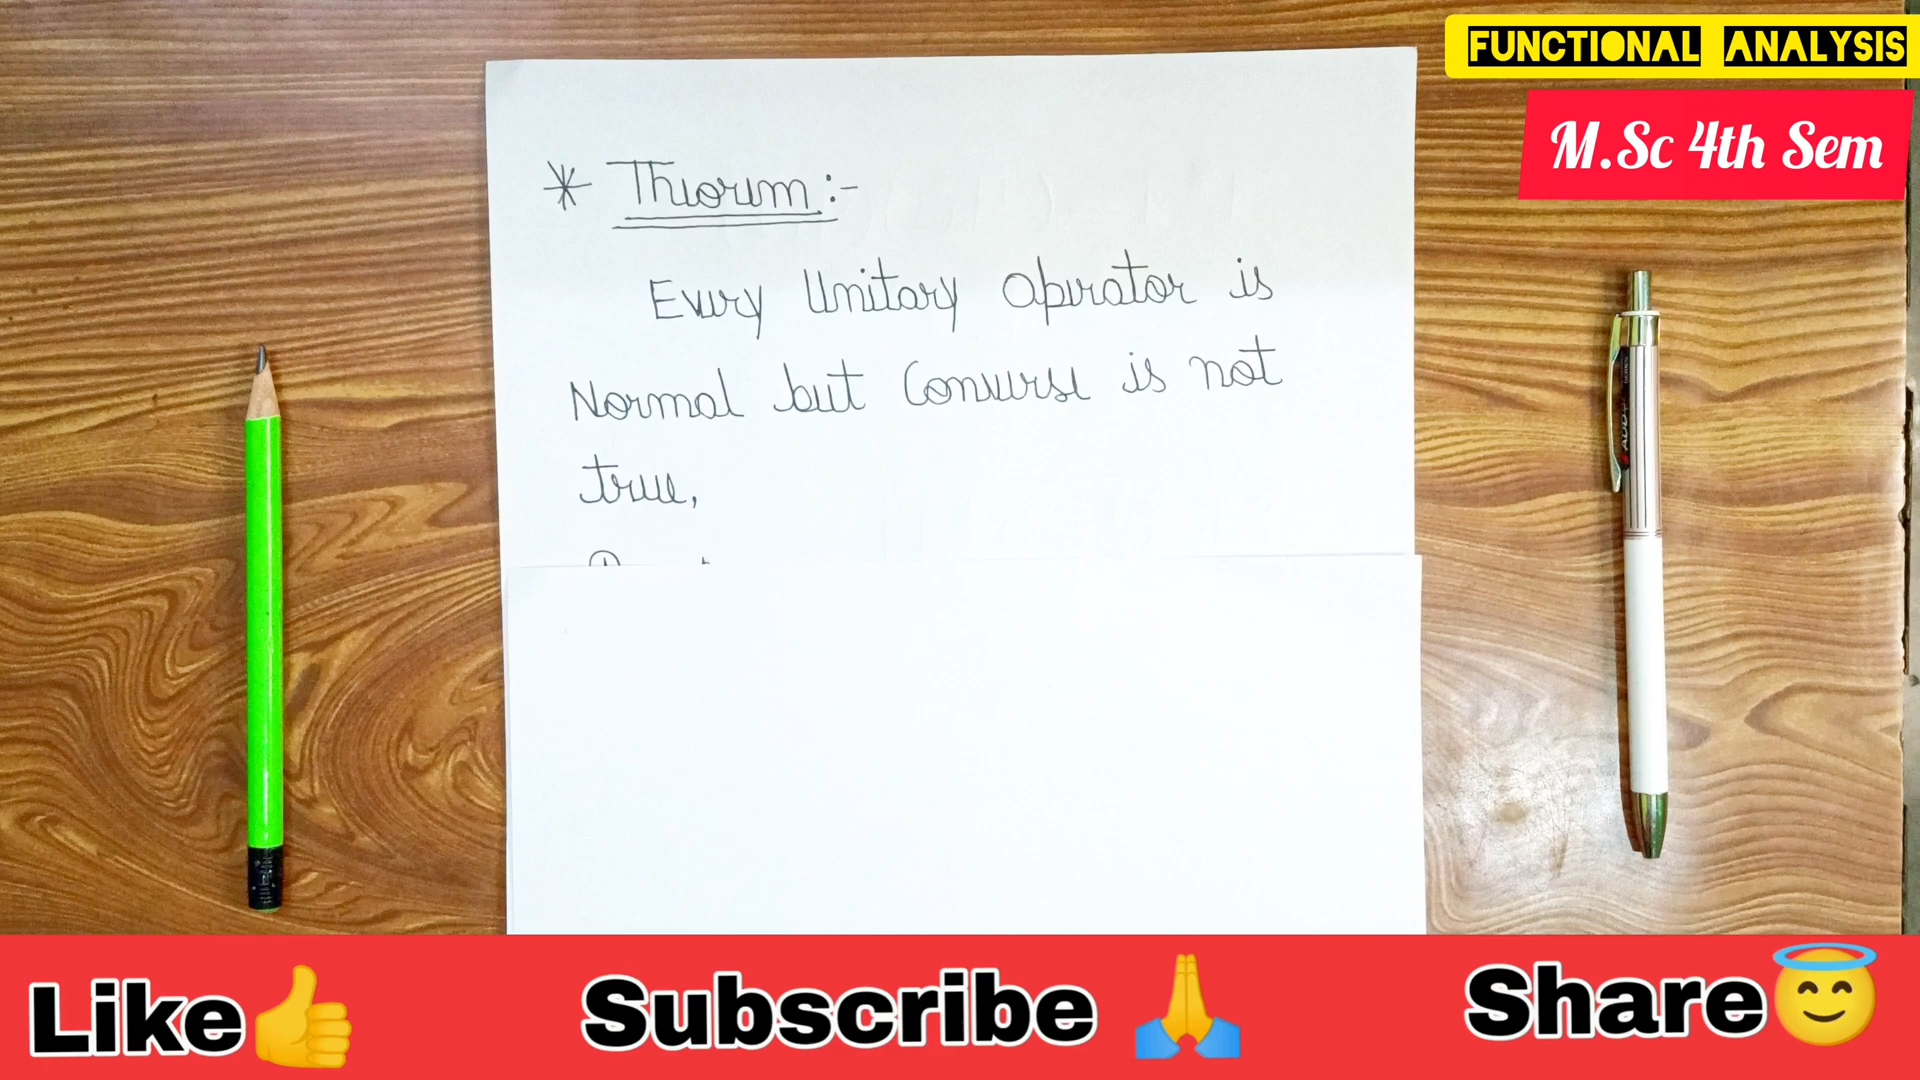 FUNCTIONAL ANALYSIS
M.Sc 4th Sem
* Theorem :-
Every Unitary Operator is
Normal but Converse is not
true,
Like
Subscribe
Share